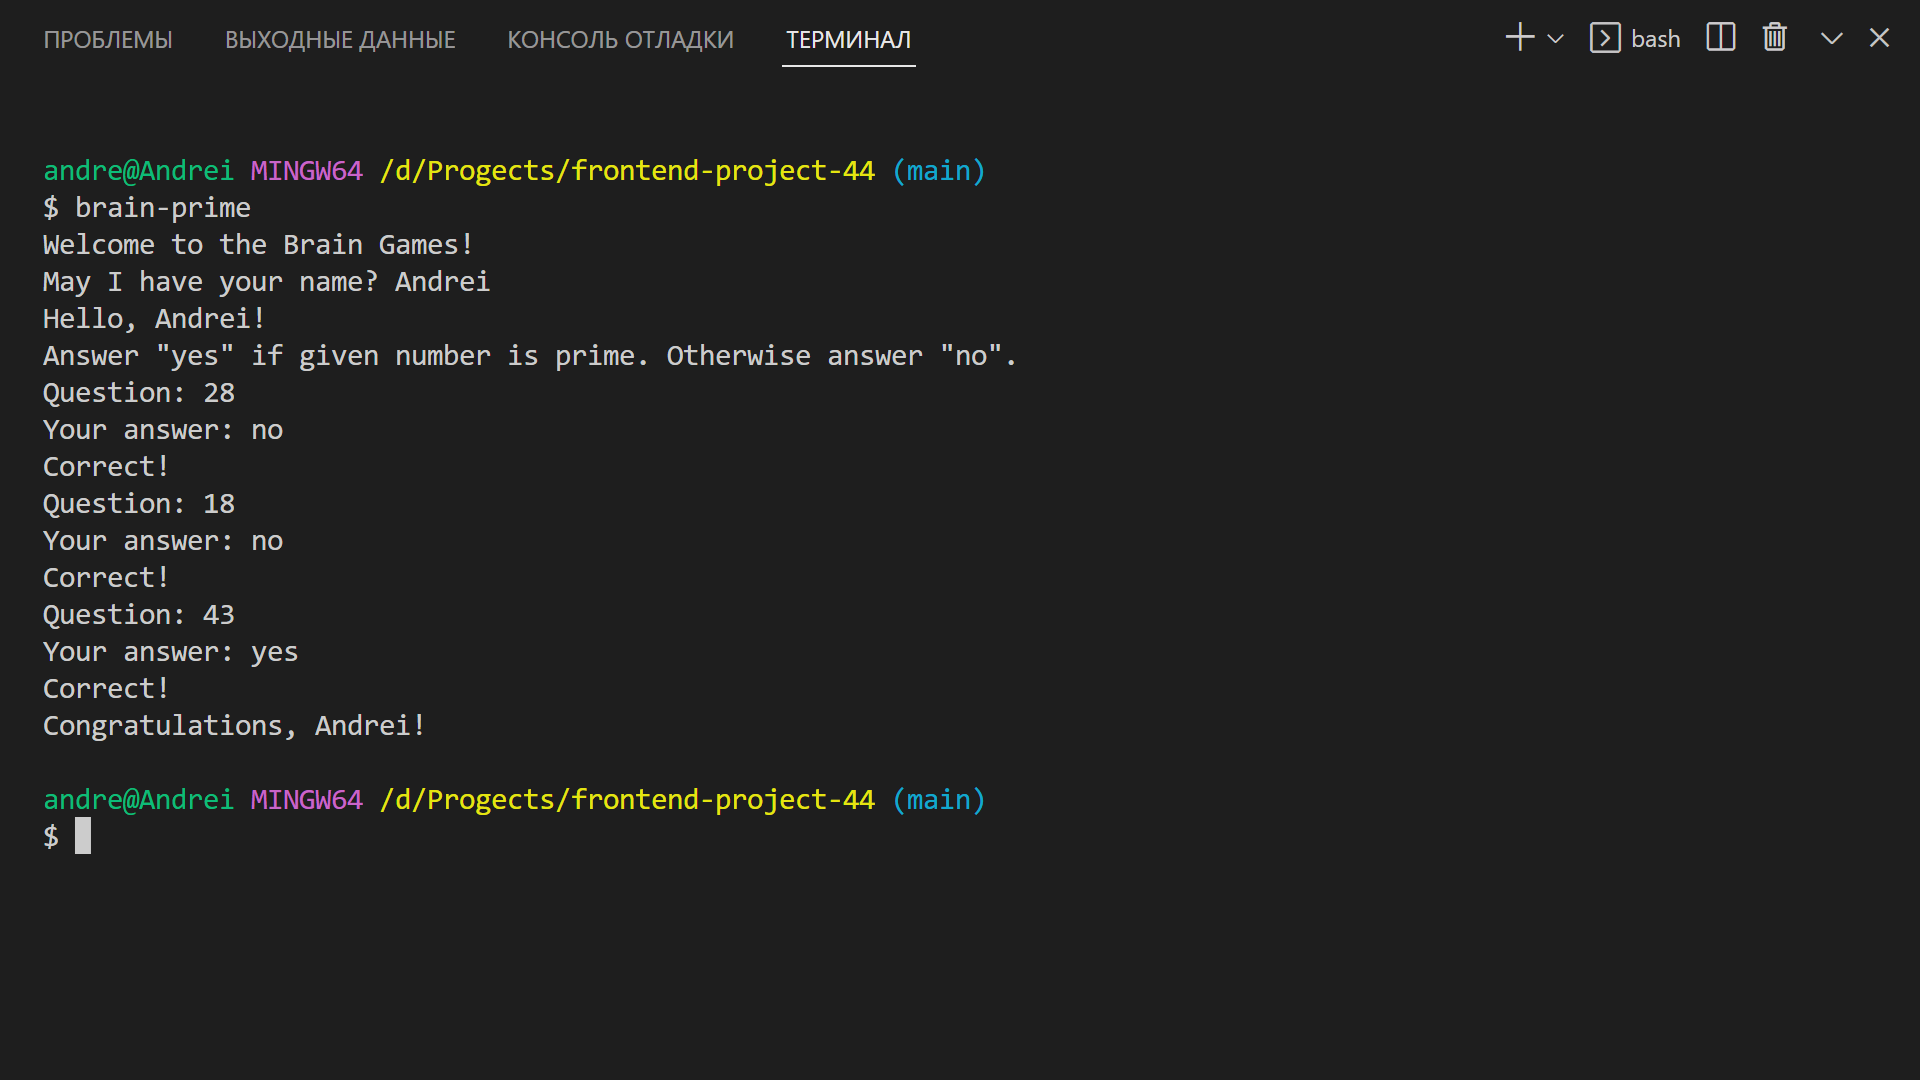 ПРОБЛЕМЫ ВЫХОДНЫЕ ДАННЫЕ КОНСОЛЬ ОТЛАДКИ ТЕРМИНАЛ bash
andre@Andrei MINGW64 /d/Progects/frontend-project-44 (main)
$ brain-prime
Welcome to the Brain Games!
May I have your name? Andrei
Hello, Andrei!
Answer "yes" if given number is prime. Otherwise answer "no".
Question: 28
Your answer: no
Correct!
Question: 18
Your answer: no
Correct!
Question: 43
Your answer: yes
Correct!
Congratulations, Andrei!
andre@Andrei MINGW64 /d/Progects/frontend-project-44 (main)
$